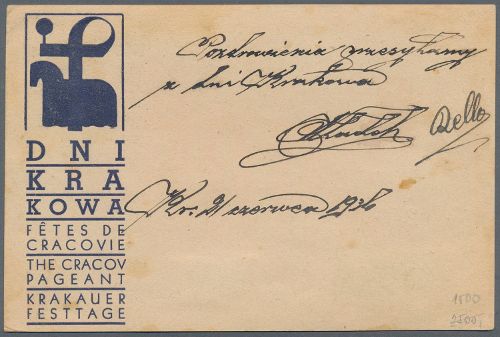 DNI
KRA
KOWA
FÊTES DE
CRACOVIE
THE CRACOV
PAGEANT
KRAKAUER
FESTTAGE
Pozdrowienia przesyłamy
z dni Krakowa
Kr. 21 czerwca 1936
1500
2500,